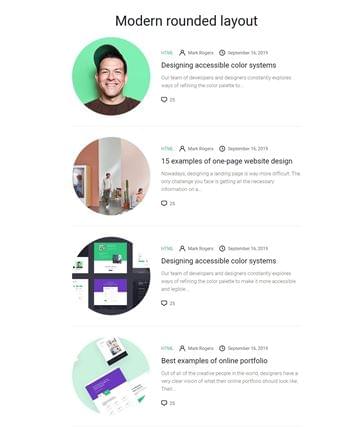 Modern rounded layout
HTML Mark Rogers September 16, 2019
Designing accessible color systems
Our team of developers and designers constantly explores
ways of refining the color palette to...
25
HTML Mark Rogers September 16, 2019
15 examples of one-page website design
Nowadays, designing a landing page is way more difficult. The
only challenge you face is getting all the necessary
information on a...
25
HTML Mark Rogers September 16, 2019
Designing accessible color systems
Our team of developers and designers constantly explores
ways of refining the color palette to make it more accessible
and legible...
25
HTML Mark Rogers September 16, 2019
Best examples of online portfolio
Out of all of the creative people in the world, designers have a
very clear vision of what their online portfolio should look like.
Their...
25